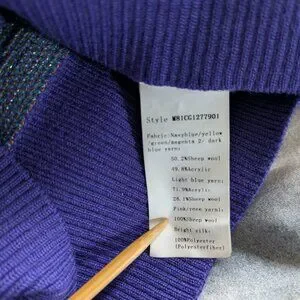 Style M81CG1277901
Fabric:Navyblue/yellow
/green/magenta 2/ dark
blue yarn:
50.2%Sheep wool
49.8%Acrylic
Light blue yarn:
71.9%Acrylic
28.1%Sheep wool
Pink/rose yarn:
100%Sheep wool
Bright silk:
100%Polyester
(Polyesterfiber)